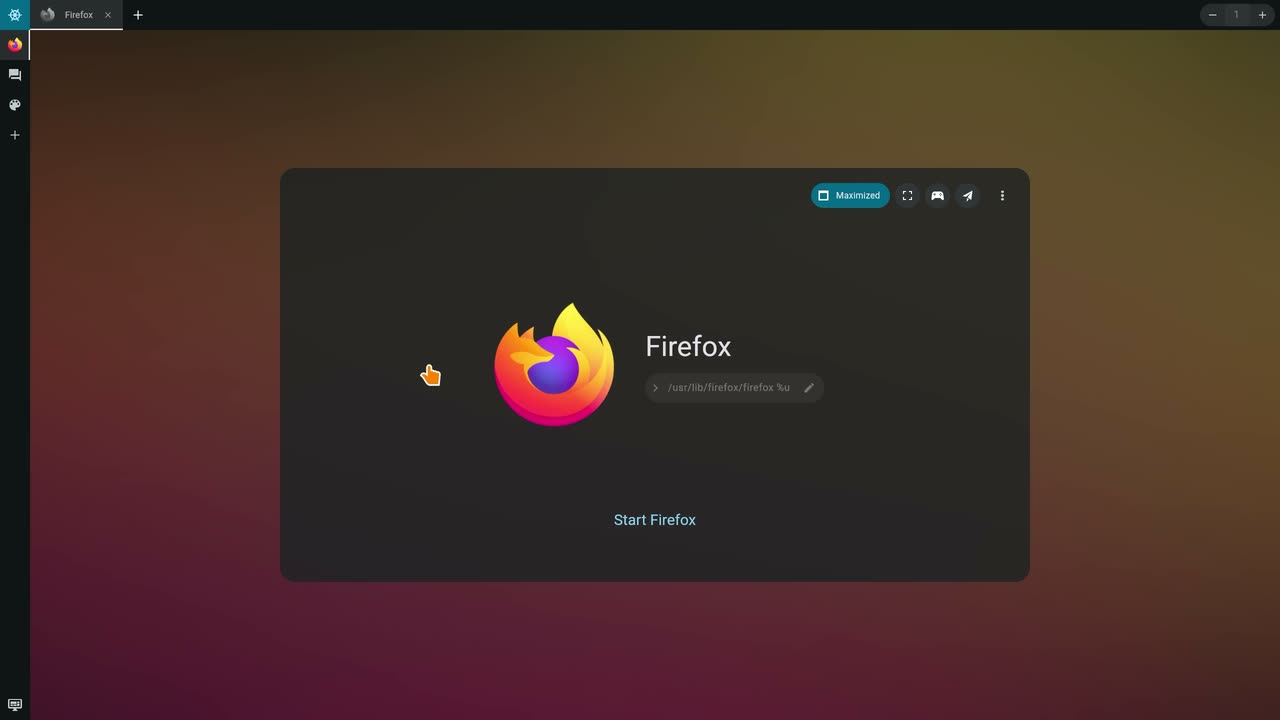 Firefox
1
Maximized
Firefox
/usr/lib/firefox/firefox %u
Start Firefox